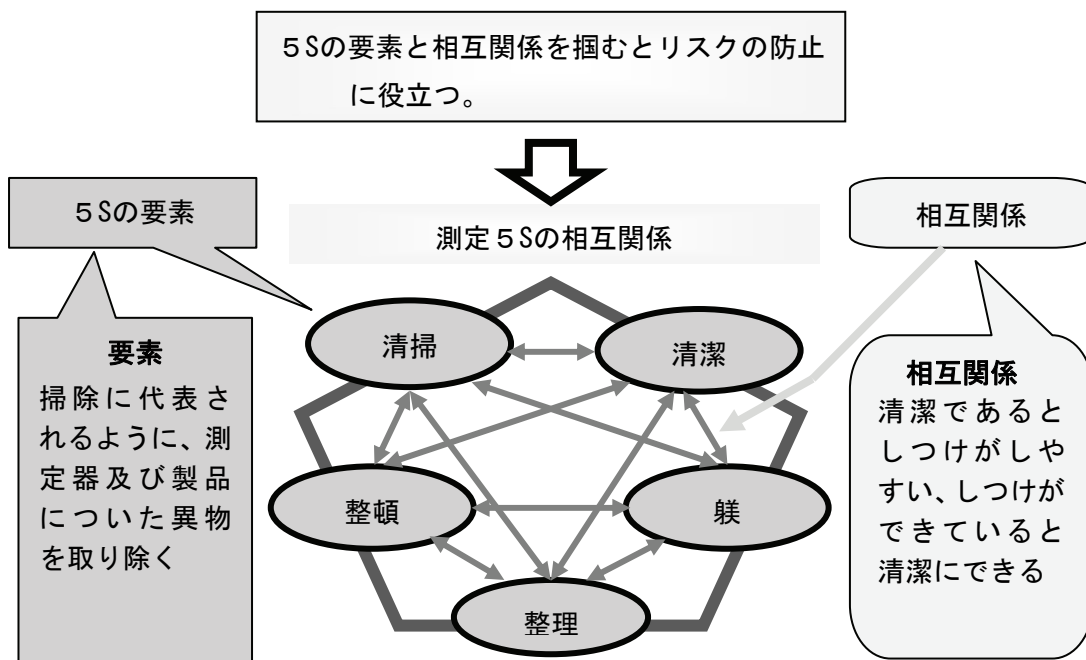 ５Sの要素と相互関係を掴むとリスクの防止
に役立つ。
５Sの要素
測定５Sの相互関係
相互関係
清掃
清潔
要素
掃除に代表さ
れるように、測
定器及び製品
についた異物
を取り除く
相互関係
清潔であると
しつけがしや
すい、しつけが
できていると
清潔にできる
整頓
躾
整理